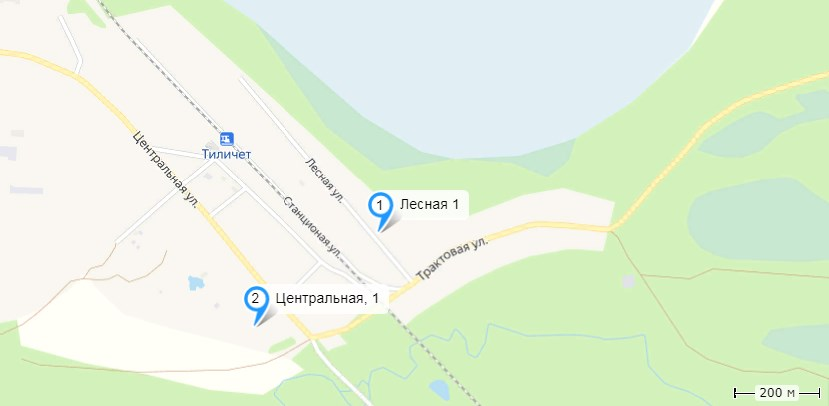 Центральная ул.
Тиличет
Лесная ул.
Станционая ул.
1
Лесная 1
Трактовая ул.
2
Центральная, 1
200 м